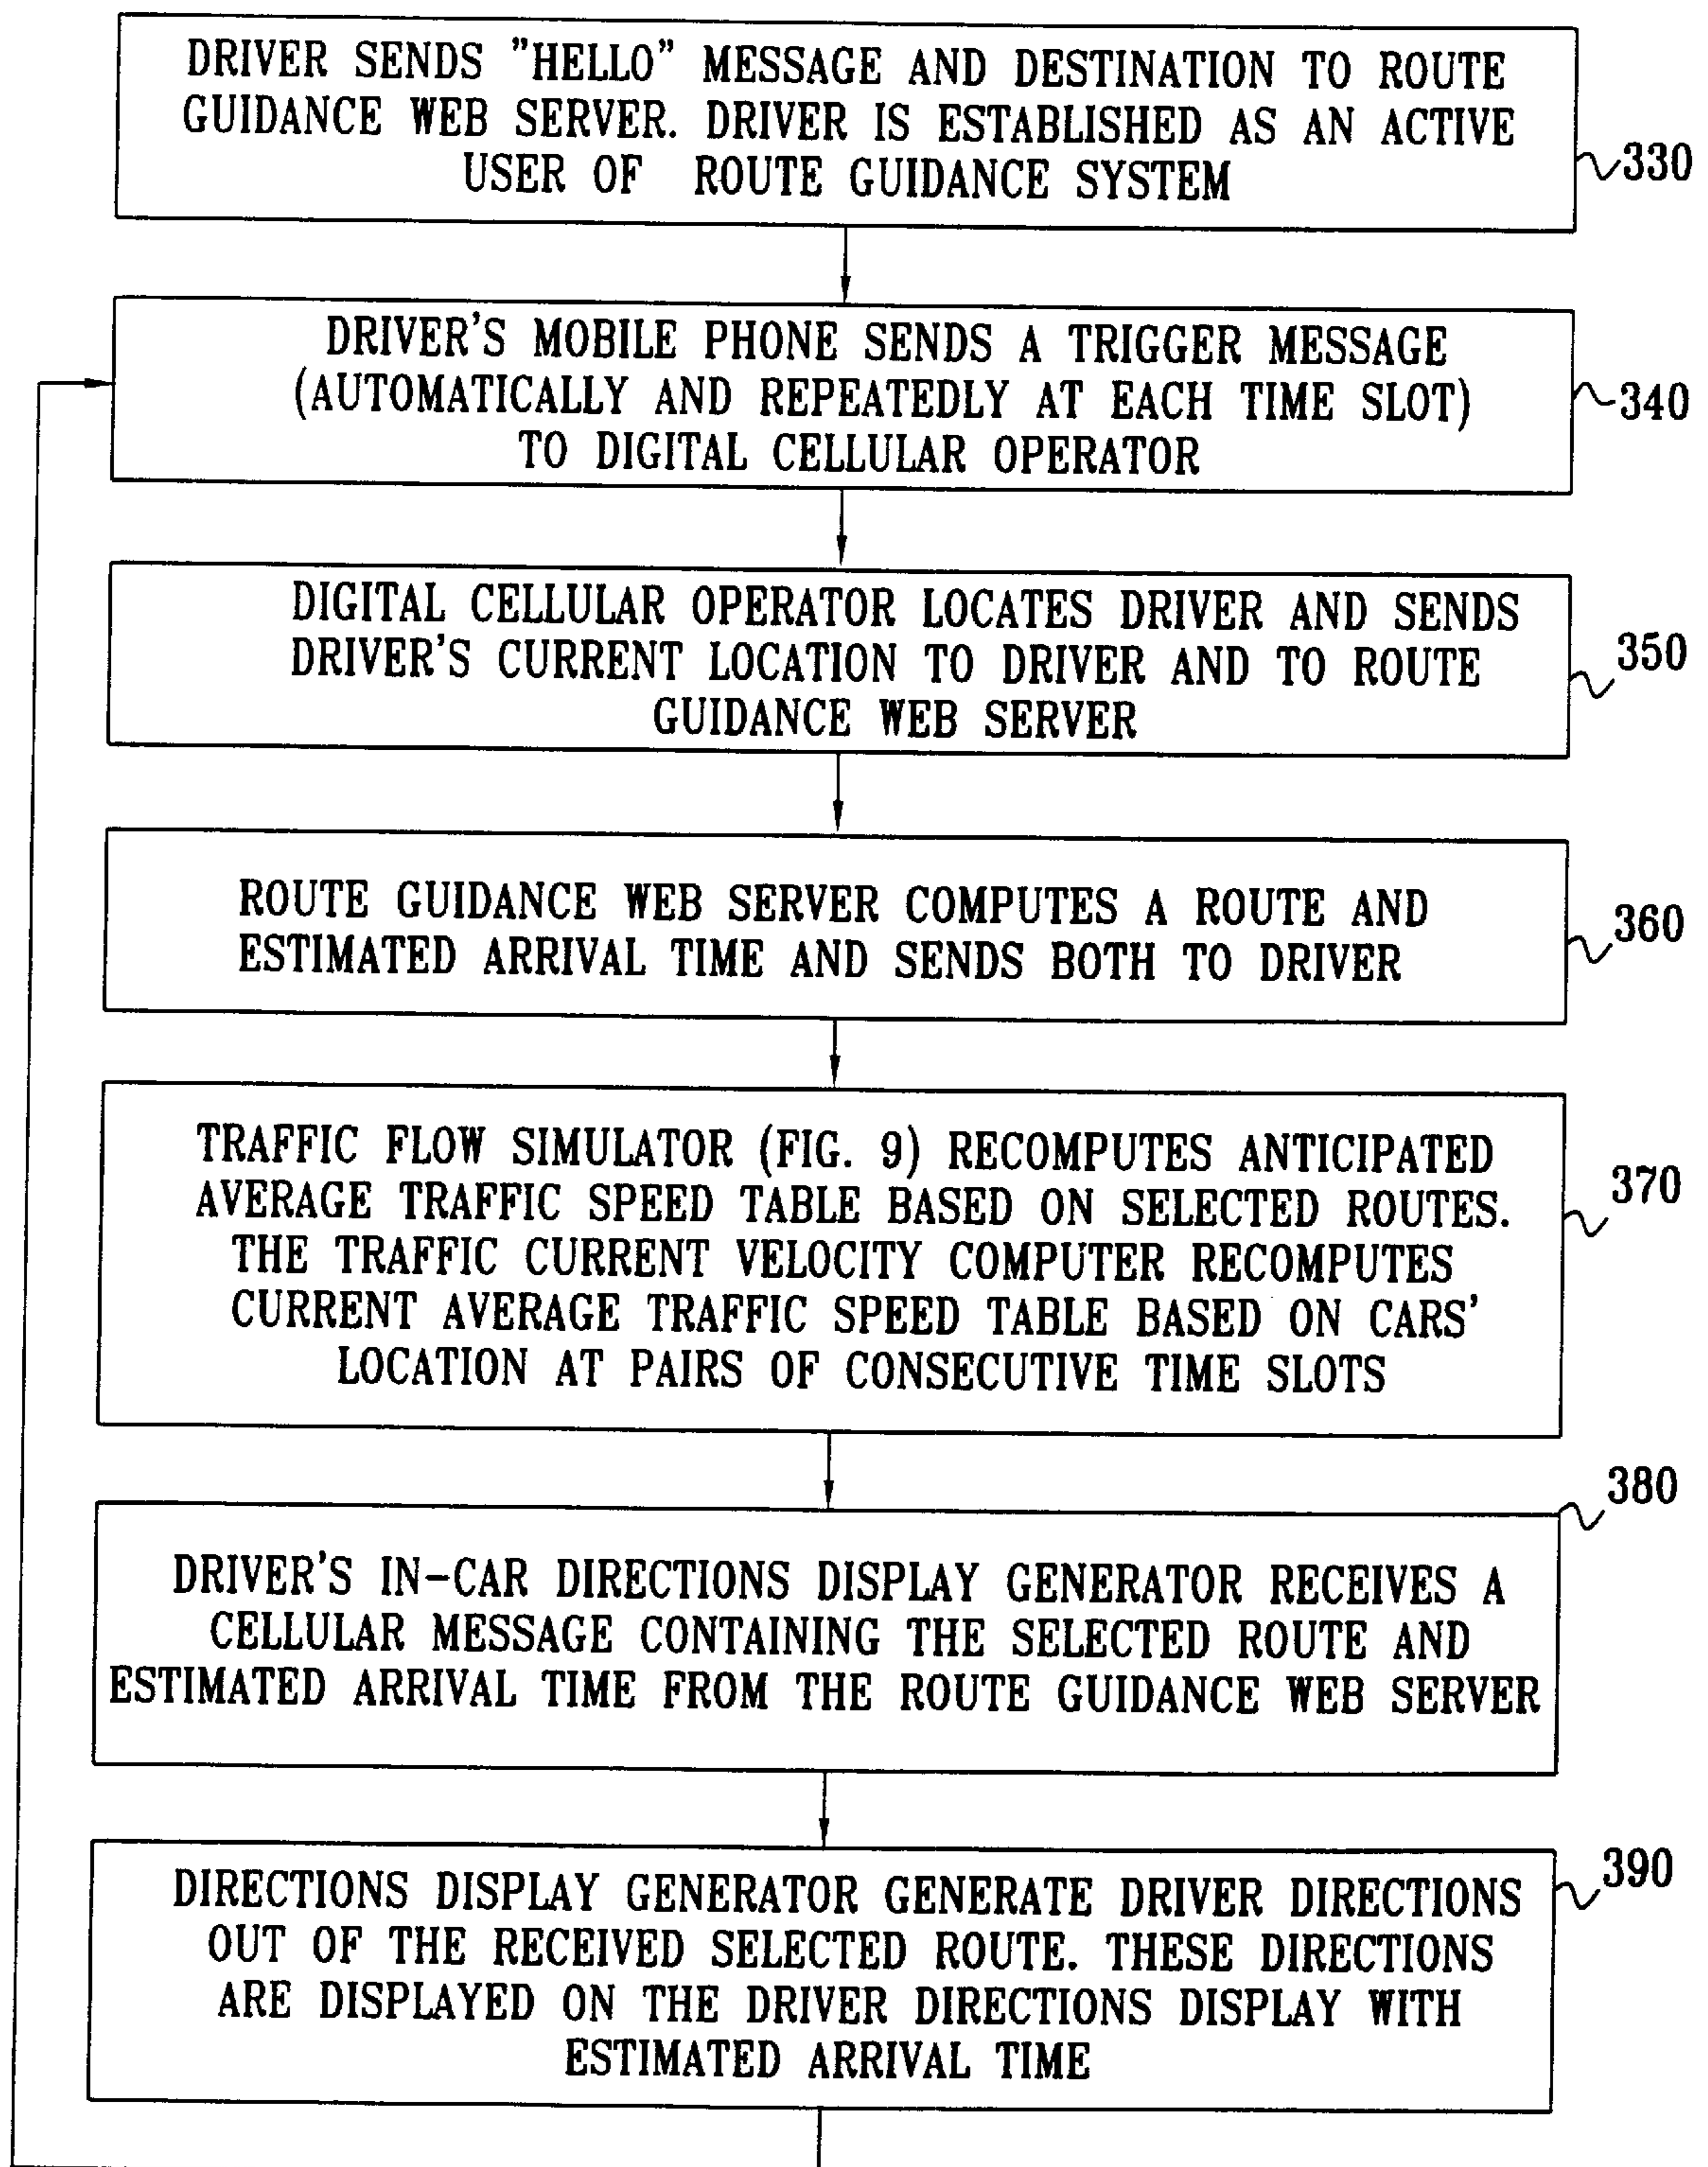 DRIVER SENDS "HELLO" MESSAGE AND DESTINATION TO ROUTE
GUIDANCE WEB SERVER. DRIVER IS ESTABLISHED AS AN ACTIVE
USER OF ROUTE GUIDANCE SYSTEM
330
DRIVER'S MOBILE PHONE SENDS A TRIGGER MESSAGE
(AUTOMATICALLY AND REPEATEDLY AT EACH TIME SLOT)
TO DIGITAL CELLULAR OPERATOR
340
DIGITAL CELLULAR OPERATOR LOCATES DRIVER AND SENDS
DRIVER'S CURRENT LOCATION TO DRIVER AND TO ROUTE
GUIDANCE WEB SERVER
350
ROUTE GUIDANCE WEB SERVER COMPUTES A ROUTE AND
ESTIMATED ARRIVAL TIME AND SENDS BOTH TO DRIVER
360
TRAFFIC FLOW SIMULATOR (FIG. 9) RECOMPUTES ANTICIPATED
AVERAGE TRAFFIC SPEED TABLE BASED ON SELECTED ROUTES.
THE TRAFFIC CURRENT VELOCITY COMPUTER RECOMPUTES
CURRENT AVERAGE TRAFFIC SPEED TABLE BASED ON CARS'
LOCATION AT PAIRS OF CONSECUTIVE TIME SLOTS
370
DRIVER'S IN-CAR DIRECTIONS DISPLAY GENERATOR RECEIVES A
CELLULAR MESSAGE CONTAINING THE SELECTED ROUTE AND
ESTIMATED ARRIVAL TIME FROM THE ROUTE GUIDANCE WEB SERVER
380
DIRECTIONS DISPLAY GENERATOR GENERATE DRIVER DIRECTIONS
OUT OF THE RECEIVED SELECTED ROUTE. THESE DIRECTIONS
ARE DISPLAYED ON THE DRIVER DIRECTIONS DISPLAY WITH
ESTIMATED ARRIVAL TIME
390